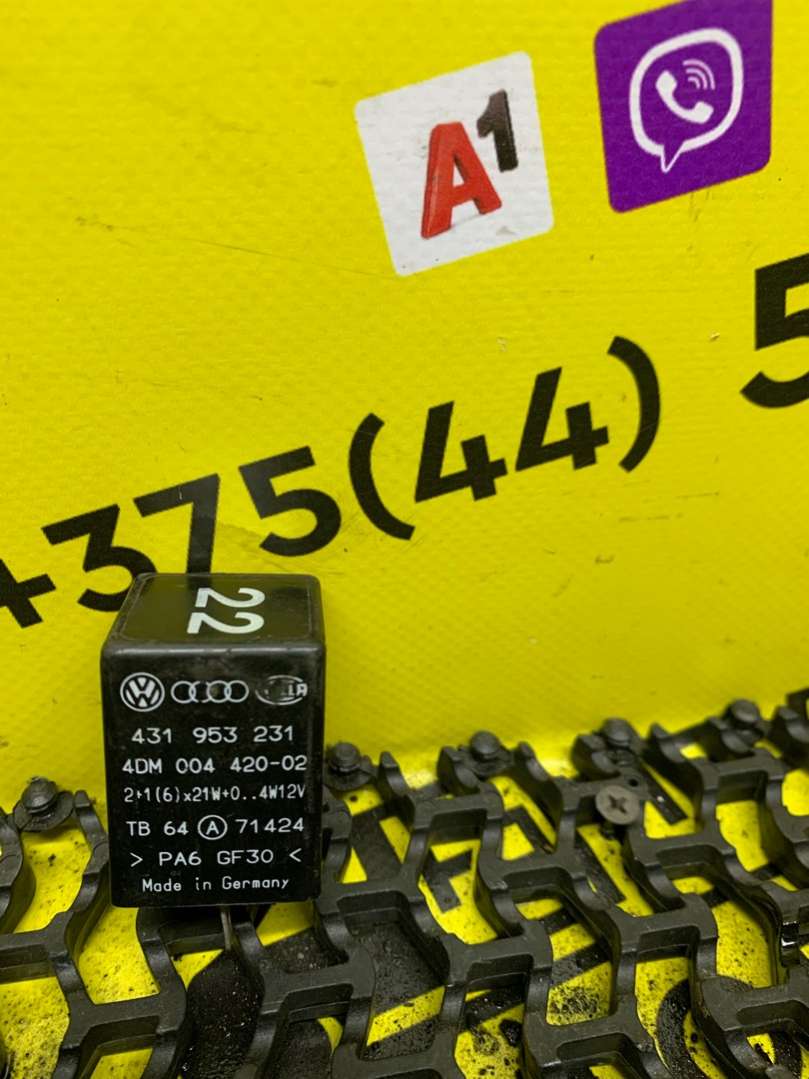 A1
+375(44) 5
22
431 953 231
4DM 004 420-02
2+1(6)x21W+0..4W12V
TB 64 A 71424
> PA6 GF30 <
Made in Germany